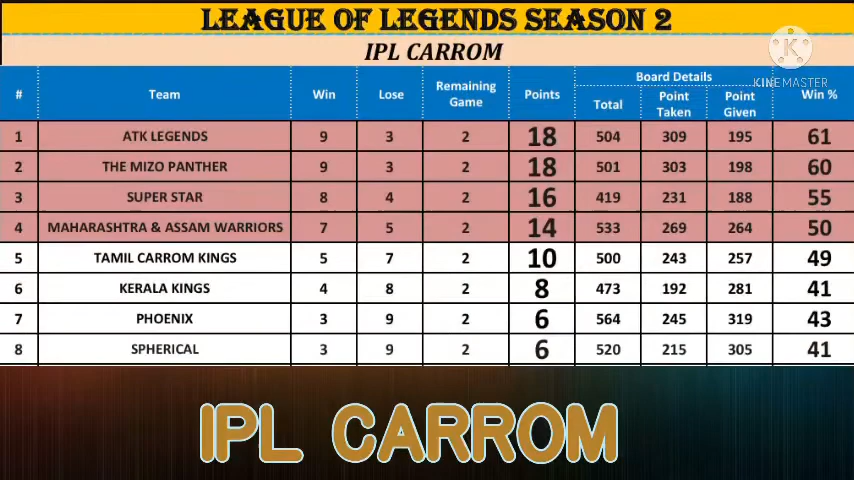 LEAGUE OF LEGENDS SEASON 2
IPL CARROM
K
KINEMASTER
# Team Win Lose Remaining Game Points Board Details Win %
Total Point Taken Point Given
1 ATK LEGENDS 9 3 2 18 504 309 195 61
2 THE MIZO PANTHER 9 3 2 18 501 303 198 60
3 SUPER STAR 8 4 2 16 419 231 188 55
4 MAHARASHTRA & ASSAM WARRIORS 7 5 2 14 533 269 264 50
5 TAMIL CARROM KINGS 5 7 2 10 500 243 257 49
6 KERALA KINGS 4 8 2 8 473 192 281 41
7 PHOENIX 3 9 2 6 564 245 319 43
8 SPHERICAL 3 9 2 6 520 215 305 41
IPL CARROM